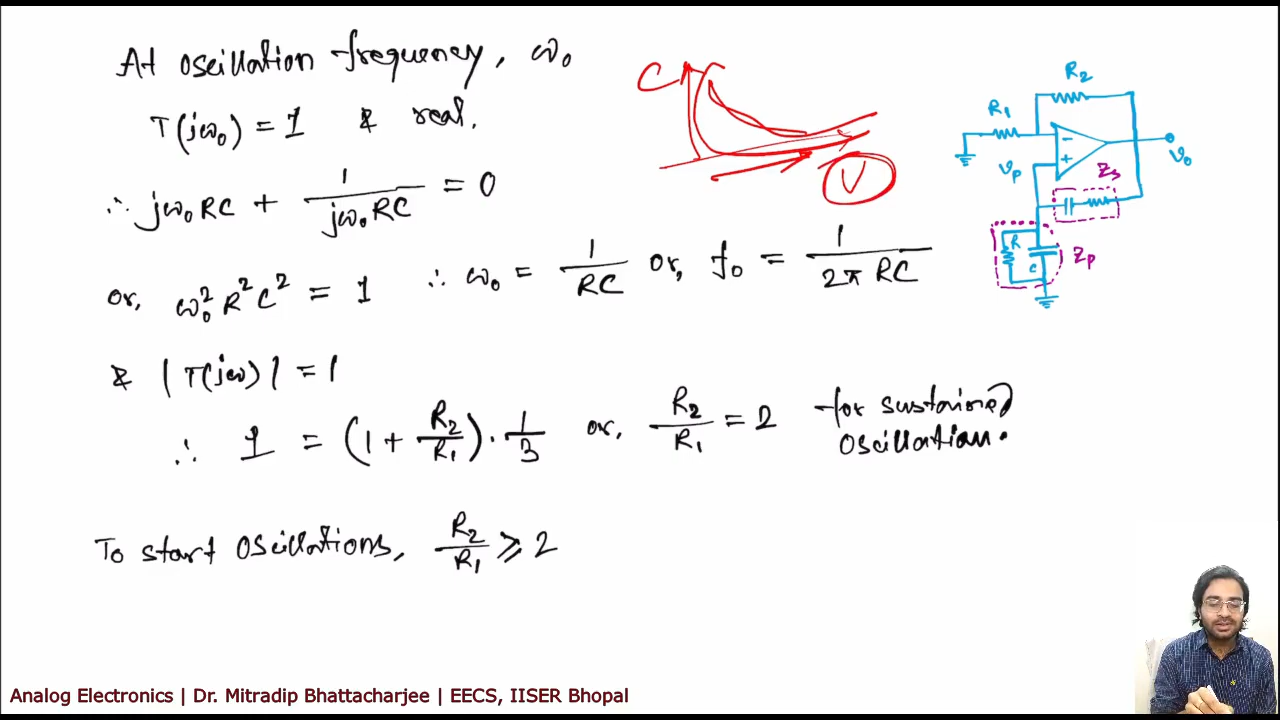 At oscillation frequency, ω₀
T(jω₀) = 1 & real.
∴ jω₀RC + 1/(jω₀RC) = 0
or, ω₀²R²C² = 1 ∴ ω₀ = 1/(RC) or, f₀ = 1/(2π RC)
& |T(jω)| = 1
∴ 1 = (1 + R₂/R₁) · 1/3 or, R₂/R₁ = 2 for sustained
oscillation.
To start oscillations, R₂/R₁ ⩾ 2
C
V
R₂
R₁
−
+
Vp
Vo
Zs
R
C
Zp
Analog Electronics | Dr. Mitradip Bhattacharjee | EECS, IISER Bhopal